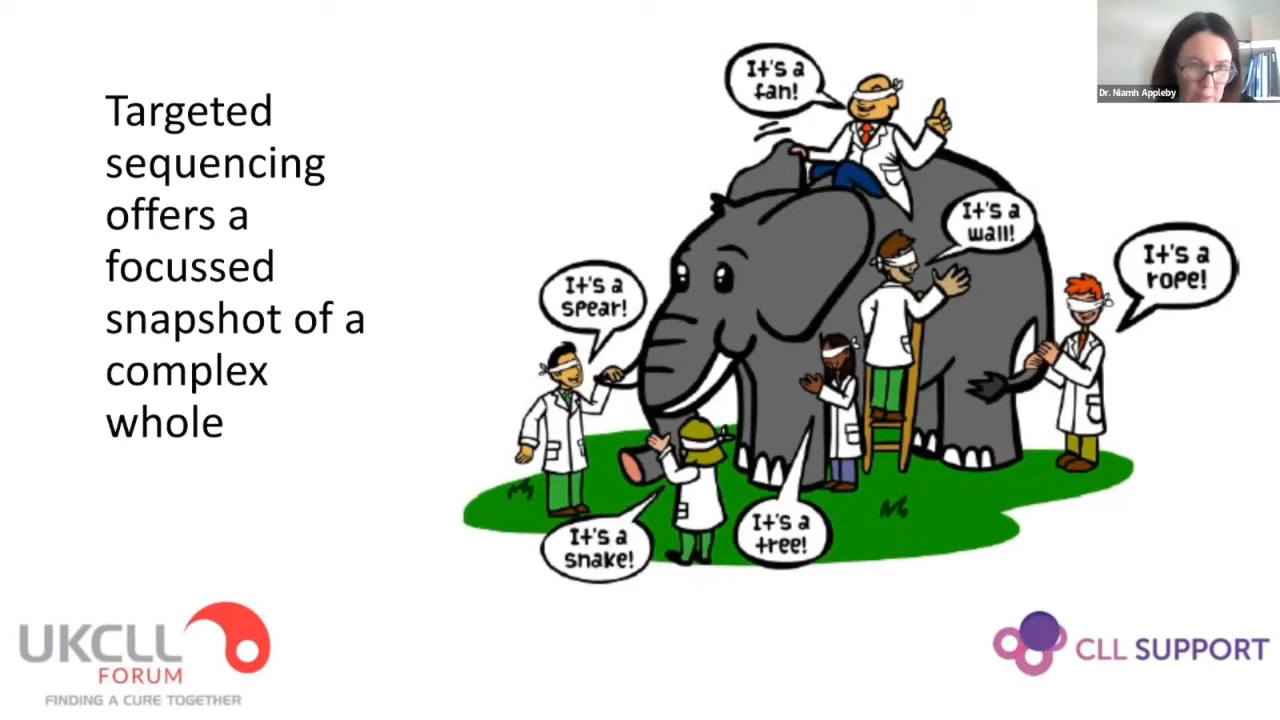 Targeted
sequencing
offers a
focussed
snapshot of a
complex
whole
It's a
fan!
It's a
wall!
It's a
rope!
It's a
spear!
It's a
snake!
It's a
tree!
Dr. Niamh Appleby
UKCLL
FORUM
FINDING A CURE TOGETHER
CLL SUPPORT